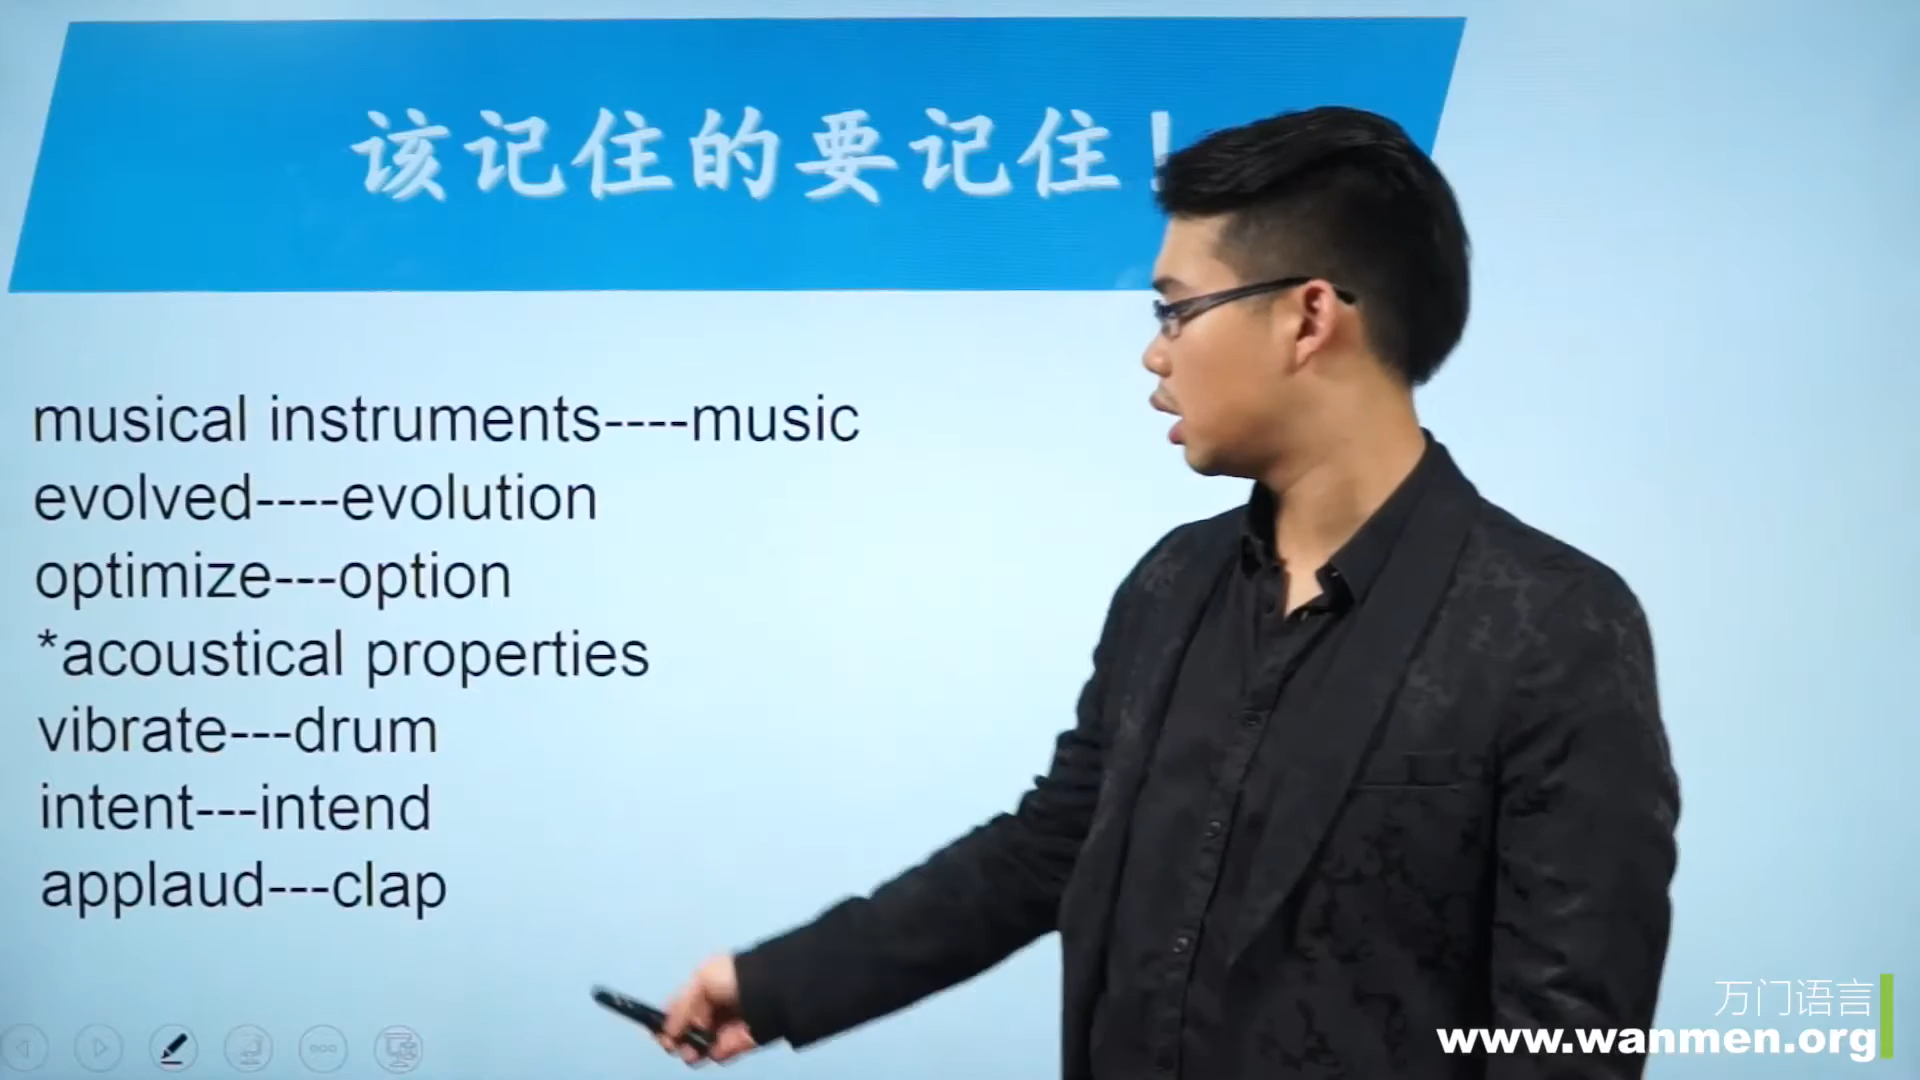 该记住的要记住！
musical instruments----music
evolved----evolution
optimize---option
*acoustical properties
vibrate---drum
intent---intend
applaud---clap
万门语言
www.wanmen.org